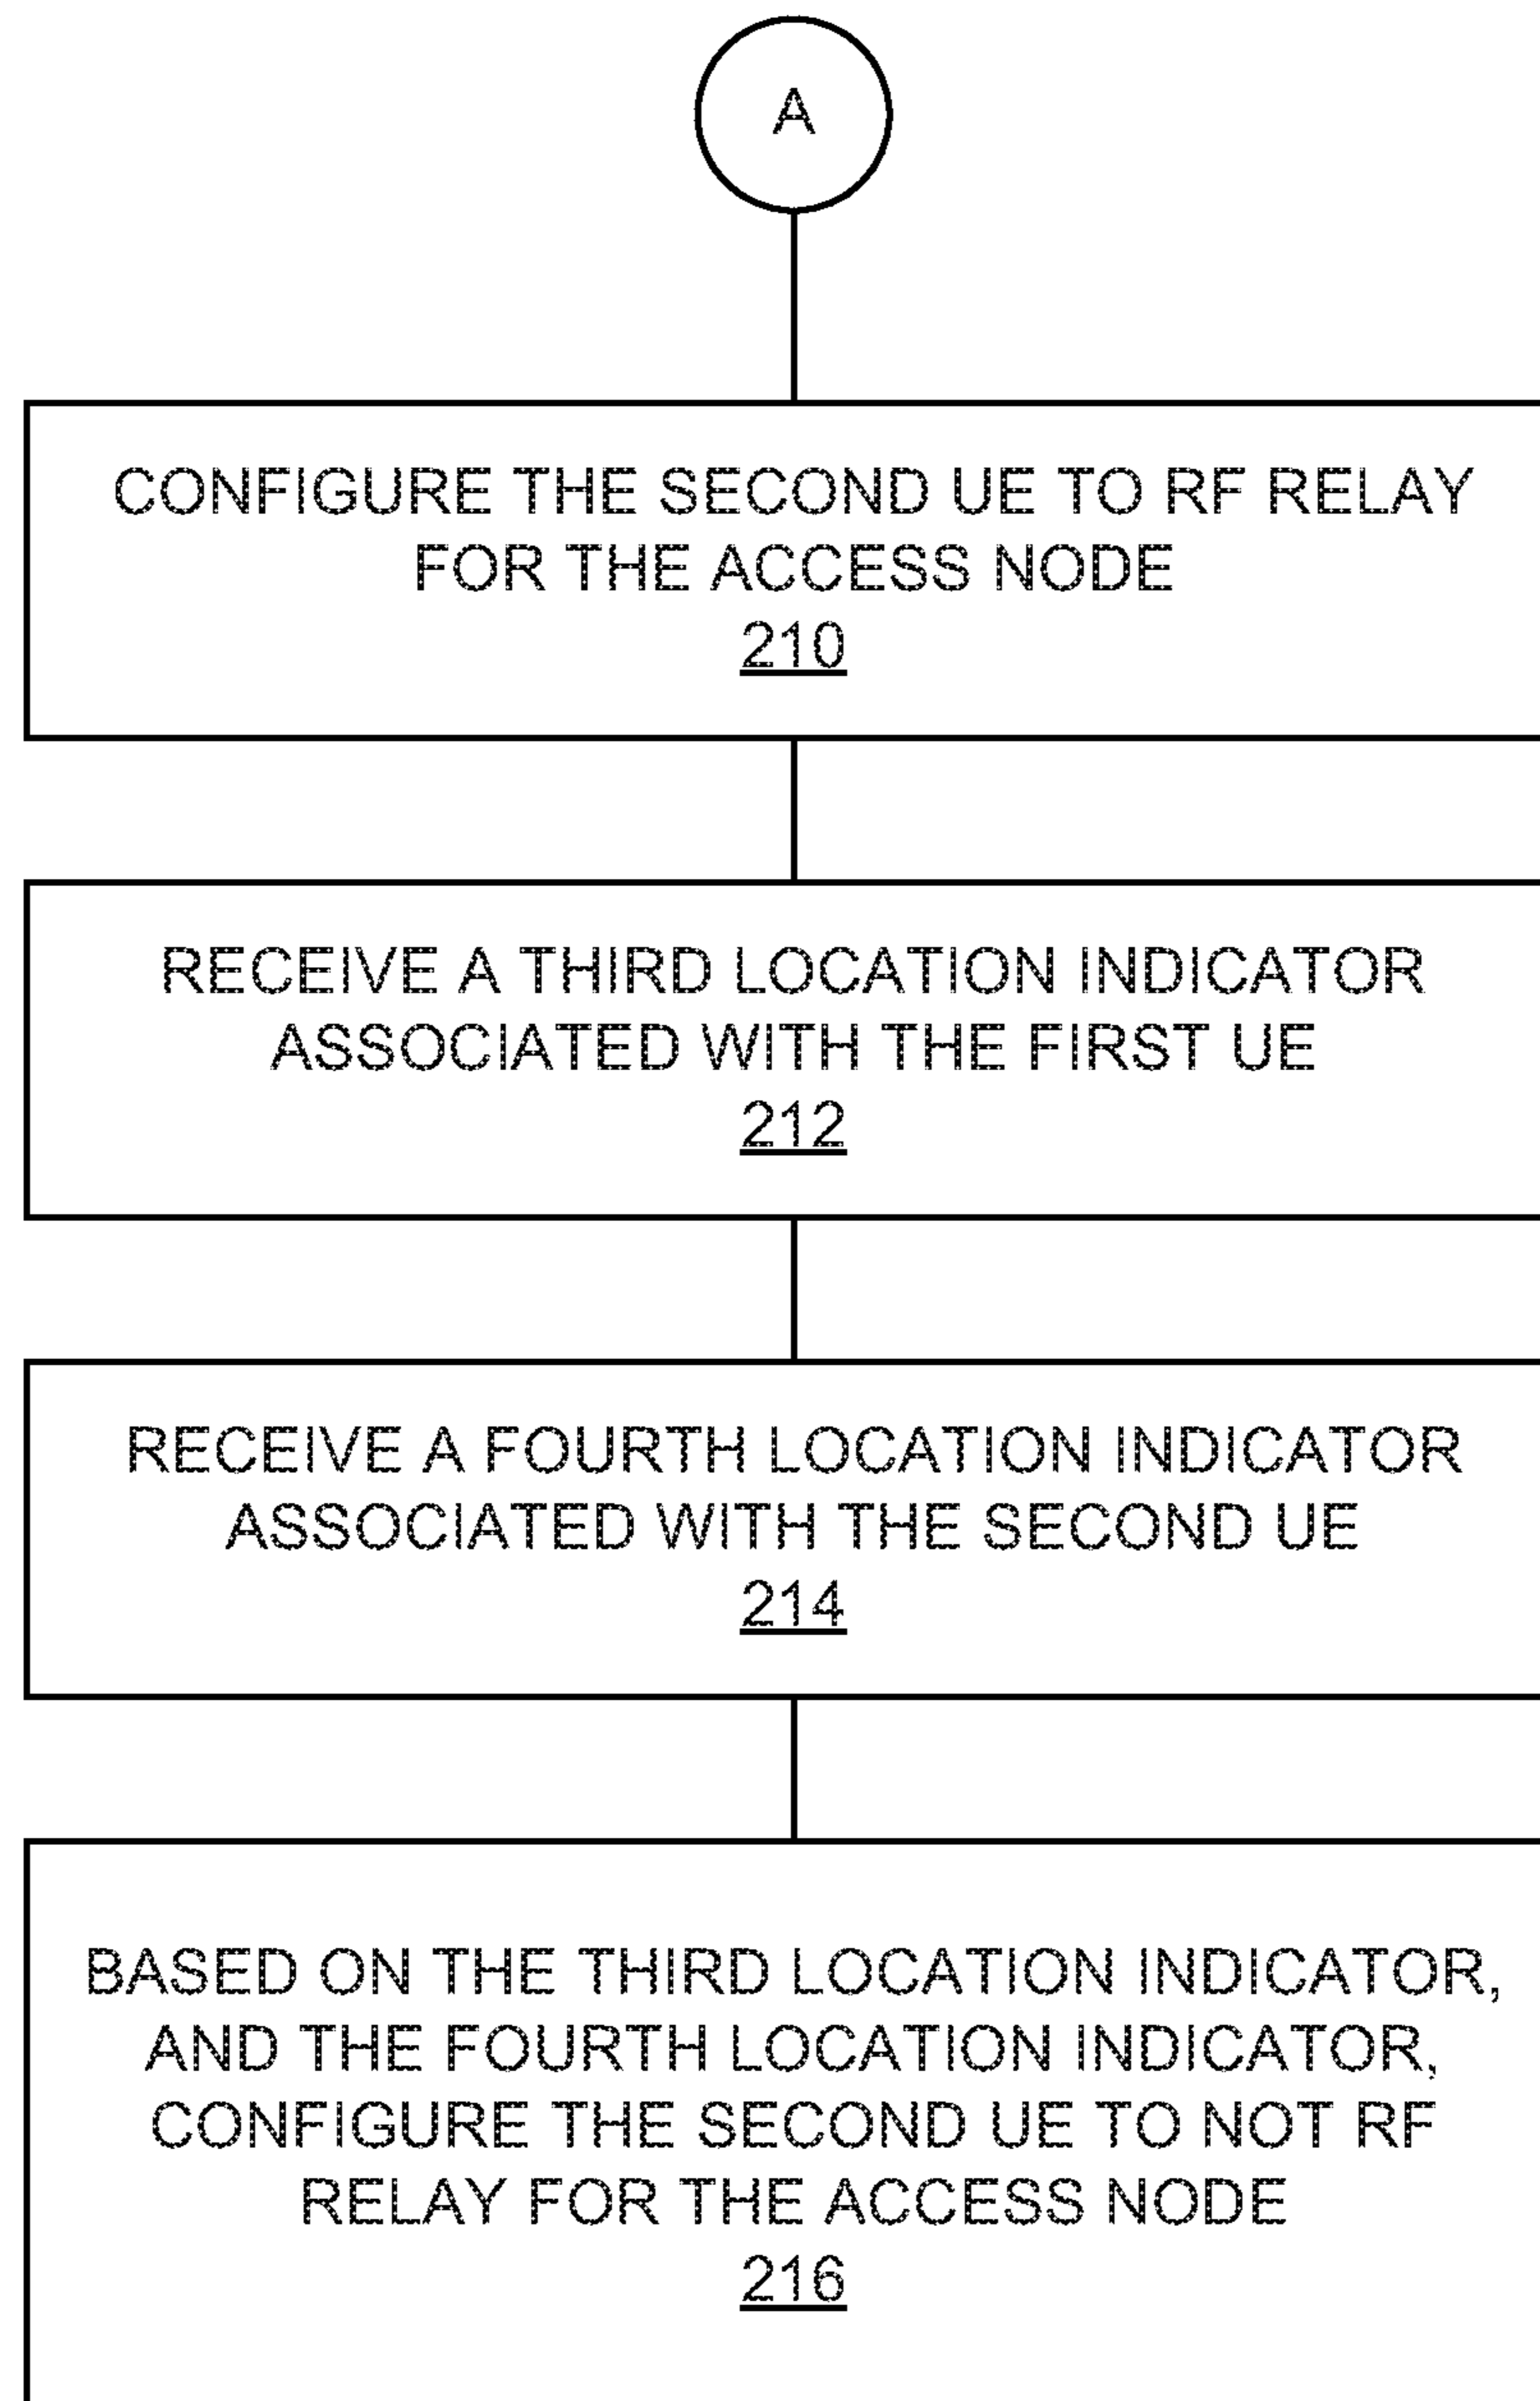 A
CONFIGURE THE SECOND UE TO RF RELAY
FOR THE ACCESS NODE
210
RECEIVE A THIRD LOCATION INDICATOR
ASSOCIATED WITH THE FIRST UE
212
RECEIVE A FOURTH LOCATION INDICATOR
ASSOCIATED WITH THE SECOND UE
214
BASED ON THE THIRD LOCATION INDICATOR,
AND THE FOURTH LOCATION INDICATOR,
CONFIGURE THE SECOND UE TO NOT RF
RELAY FOR THE ACCESS NODE
216